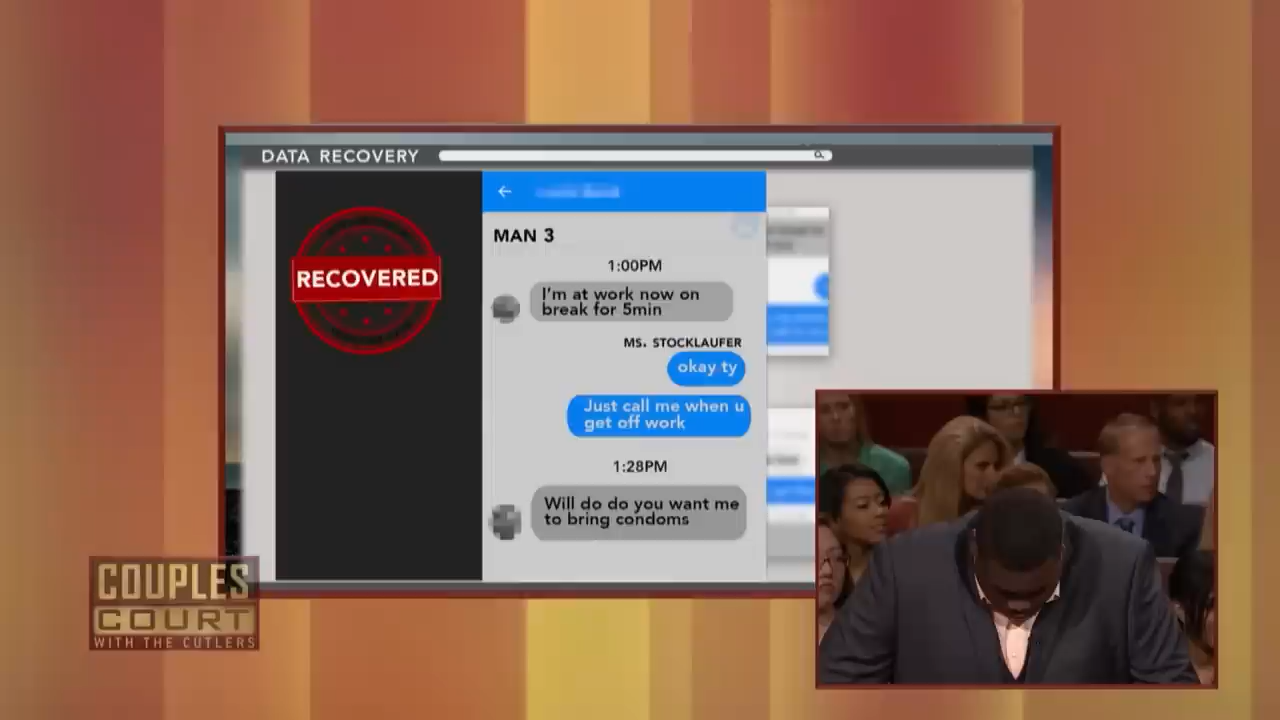 DATA RECOVERY
RECOVERED
MAN 3
1:00PM
I'm at work now on
break for 5min
MS. STOCKLAUFER
okay ty
Just call me when u
get off work
1:28PM
Will do do you want me
to bring condoms
COUPLES
COURT
WITH THE CUTLERS